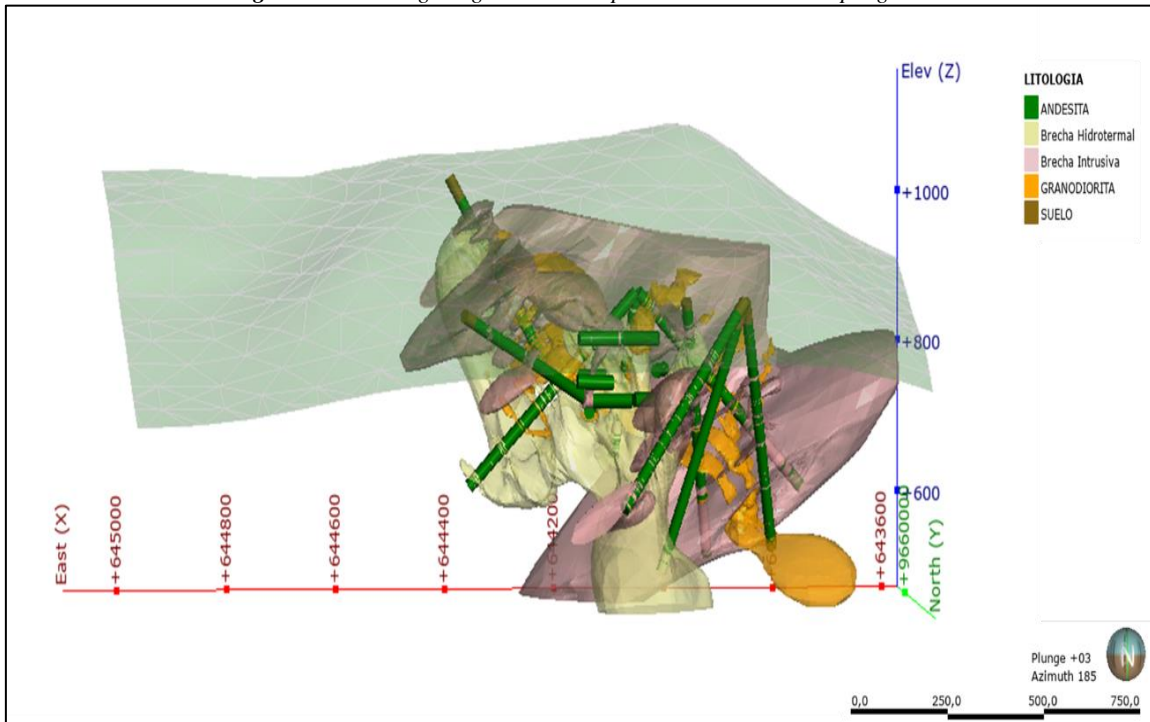 Elev (Z)
LITOLOGIA
ANDESITA
Brecha Hidrotermal
Brecha Intrusiva
GRANODIORITA
SUELO
+1000
+800
+600
East (X)
+645000
+644800
+644600
+644400
+644200
+643600
+9660000
North (Y)
Plunge +03
Azimuth 185
N
0,0 250,0 500,0 750,0